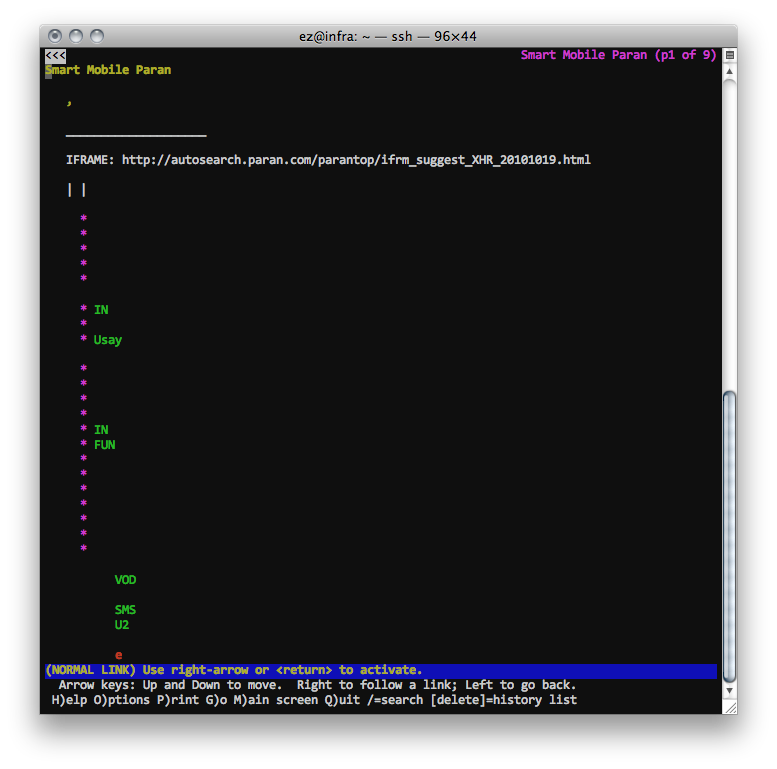 ez@infra: ~ — ssh — 96×44
<<< Smart Mobile Paran (p1 of 9)
Smart Mobile Paran
,
____________________
IFRAME: http://autosearch.paran.com/parantop/ifrm_suggest_XHR_20101019.html
| |
*
*
*
*
*
* IN
*
* Usay
*
*
*
*
* IN
* FUN
*
*
*
*
*
*
*
VOD
SMS
U2
e
(NORMAL LINK) Use right-arrow or <return> to activate.
Arrow keys: Up and Down to move.  Right to follow a link; Left to go back.
H)elp O)ptions P)rint G)o M)ain screen Q)uit /=search [delete]=history list